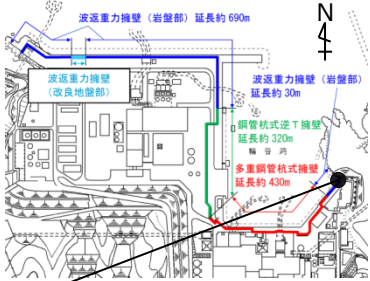 波返重力擁壁（岩盤部）延長約 690m
N
波返重力擁壁
（改良地盤部）
波返重力擁壁（岩盤部）
延長約 30m
鋼管杭式逆Ｔ擁壁
延長約 320m
輪谷湾
多重鋼管杭式擁壁
延長約 430m